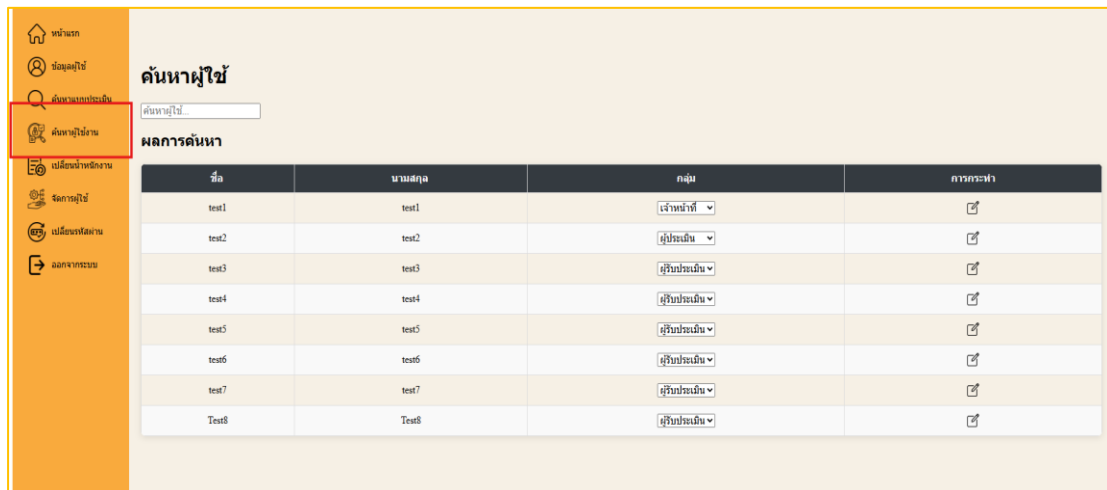 หน้าแรก
ข้อมูลผู้ใช้
ค้นหาแบบประเมิน
ค้นหาผู้ใช้งาน
เปลี่ยนน้ำหนักงาน
จัดการผู้ใช้
เปลี่ยนรหัสผ่าน
ออกจากระบบ
ค้นหาผู้ใช้
ค้นหาผู้ใช้...
ผลการค้นหา
ชื่อ นามสกุล กลุ่ม การกระทำ
test1 test1 เจ้าหน้าที่
test2 test2 ผู้ประเมิน
test3 test3 ผู้รับประเมิน
test4 test4 ผู้รับประเมิน
test5 test5 ผู้รับประเมิน
test6 test6 ผู้รับประเมิน
test7 test7 ผู้รับประเมิน
Test8 Test8 ผู้รับประเมิน